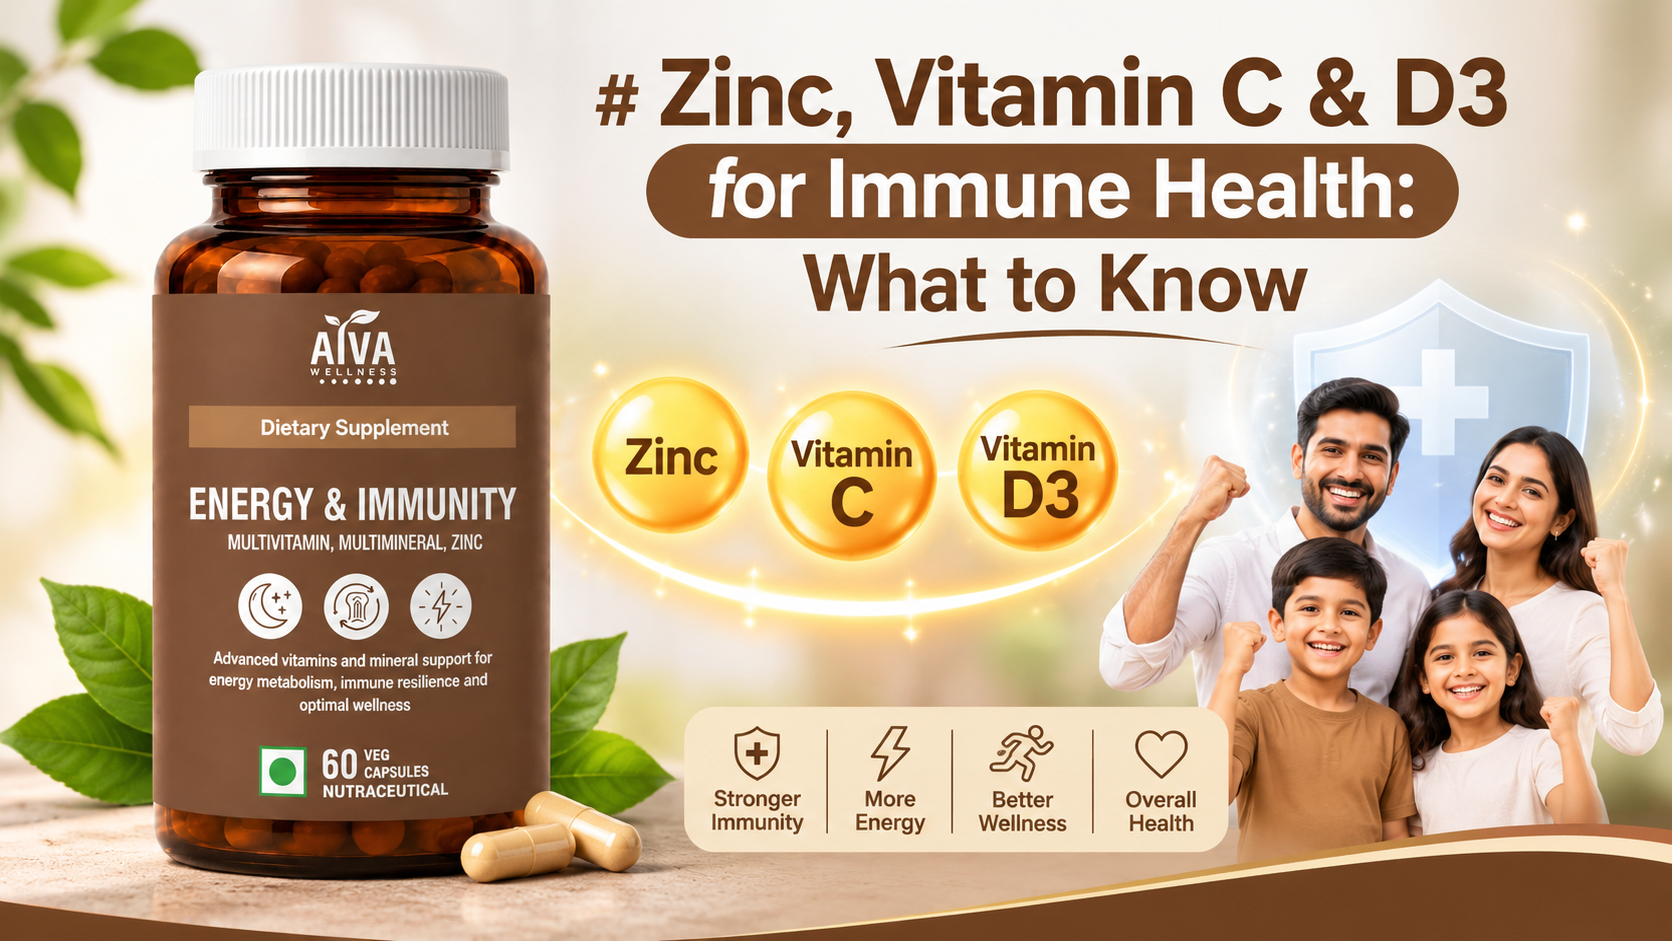 # Zinc, Vitamin C & D3
for Immune Health:
What to Know
AIVA
WELLNESS
Dietary Supplement
ENERGY & IMMUNITY
MULTIVITAMIN, MULTIMINERAL, ZINC
Advanced vitamins and mineral support for
energy metabolism, immune resilience and
optimal wellness
60 VEG
CAPSULES
NUTRACEUTICAL
Zinc
Vitamin
C
Vitamin
D3
Stronger
Immunity
More
Energy
Better
Wellness
Overall
Health